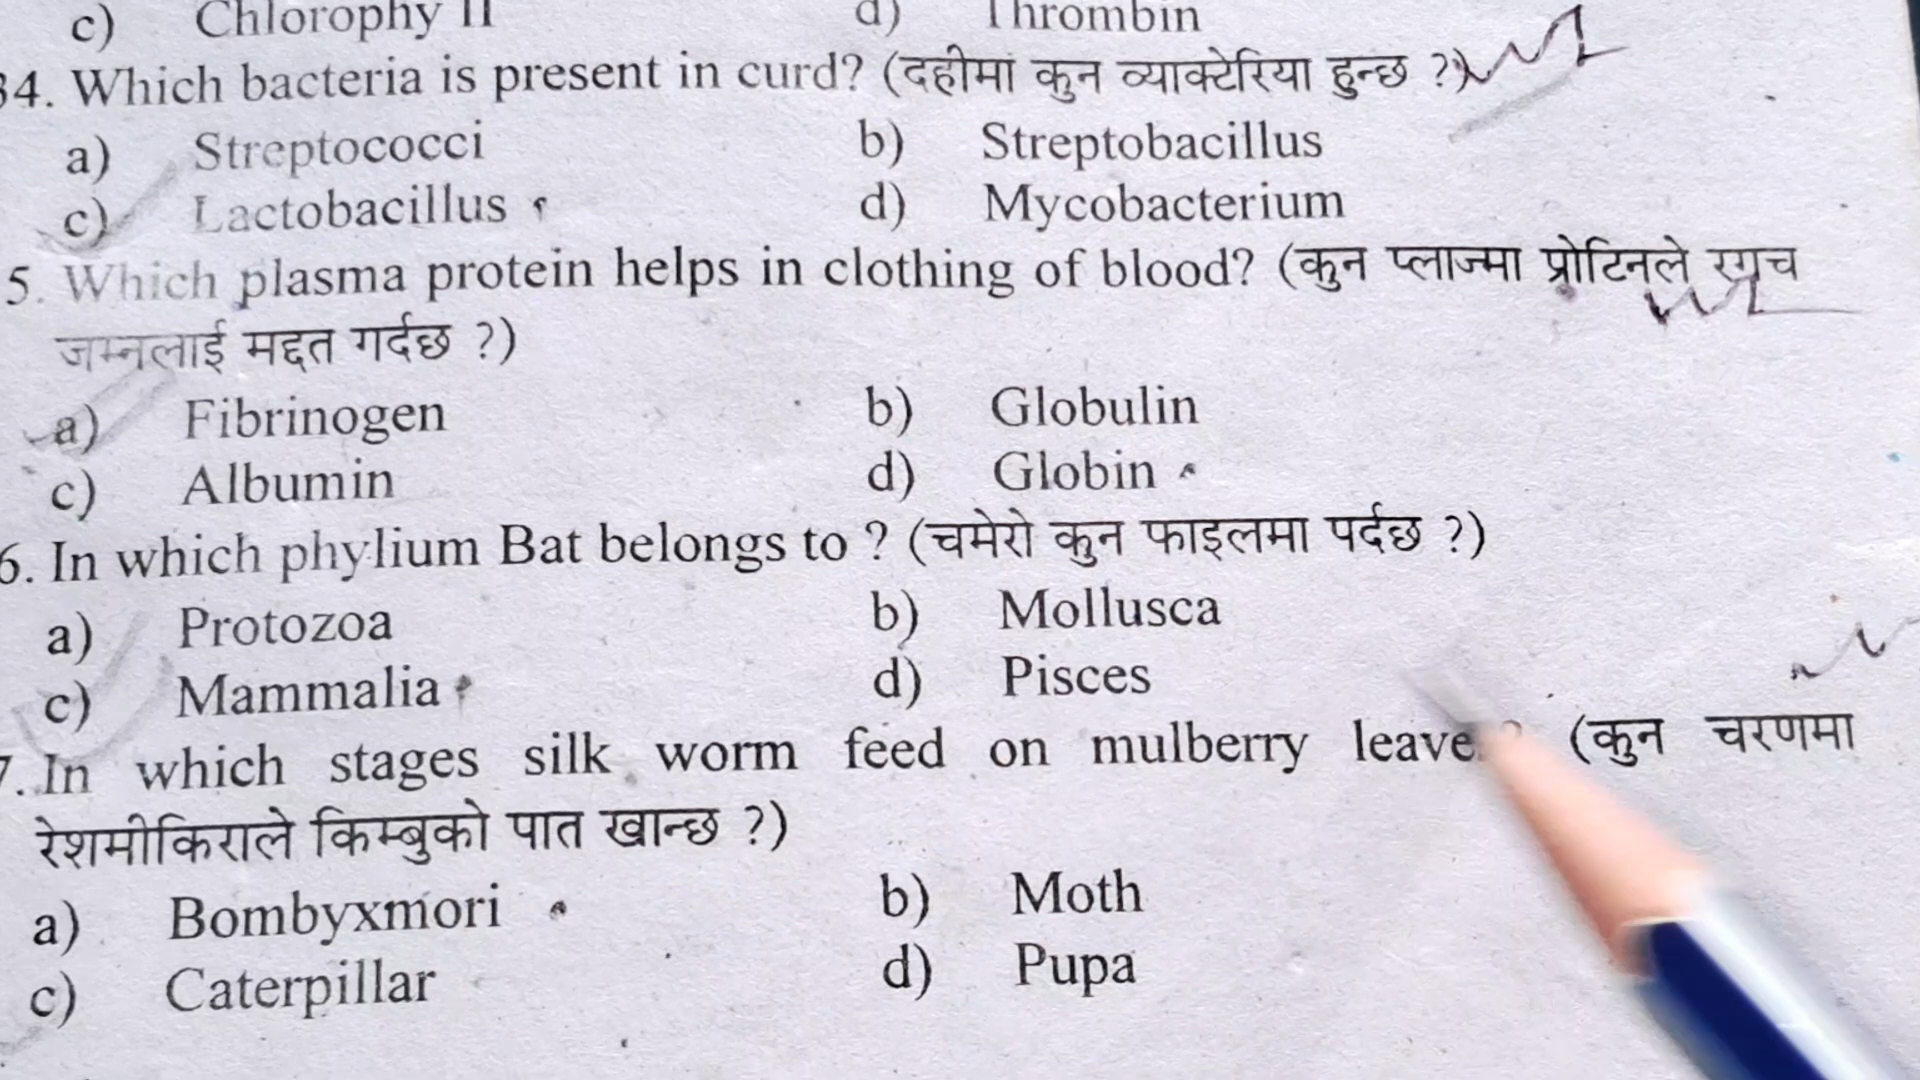 c) Chlorophy II d) Thrombin
34. Which bacteria is present in curd? (दहीमा कुन व्याक्टेरिया हुन्छ ?)
a) Streptococci b) Streptobacillus
c) Lactobacillus d) Mycobacterium
5. Which plasma protein helps in clothing of blood? (कुन प्लाज्मा प्रोटिनले रगच
जम्नलाई मद्दत गर्दछ ?)
a) Fibrinogen b) Globulin
c) Albumin d) Globin
6. In which phylium Bat belongs to ? (चमेरो कुन फाइलमा पर्दछ ?)
a) Protozoa b) Mollusca
c) Mammalia d) Pisces
7. In which stages silk worm feed on mulberry leave ? (कुन चरणमा
रेशमीकिराले किम्बुको पात खान्छ ?)
a) Bombyxmori b) Moth
c) Caterpillar d) Pupa